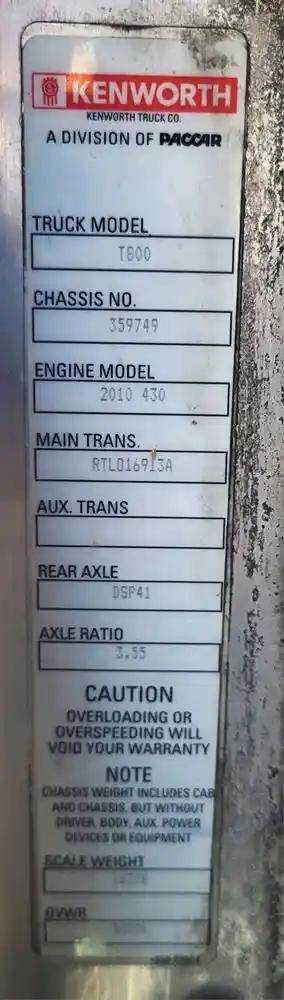 KENWORTH
KENWORTH TRUCK CO.
A DIVISION OF PACCAR
TRUCK MODEL
T800
CHASSIS NO.
359749
ENGINE MODEL
2010 430
MAIN TRANS.
RTLO16913A
AUX. TRANS
REAR AXLE
DSP41
AXLE RATIO
3.55
CAUTION
OVERLOADING OR
OVERSPEEDING WILL
VOID YOUR WARRANTY
NOTE
CHASSIS WEIGHT INCLUDES CAB
AND CHASSIS, BUT WITHOUT
DRIVER, BODY, AUX. POWER
DEVICES OR EQUIPMENT
SCALE WEIGHT
GVWR